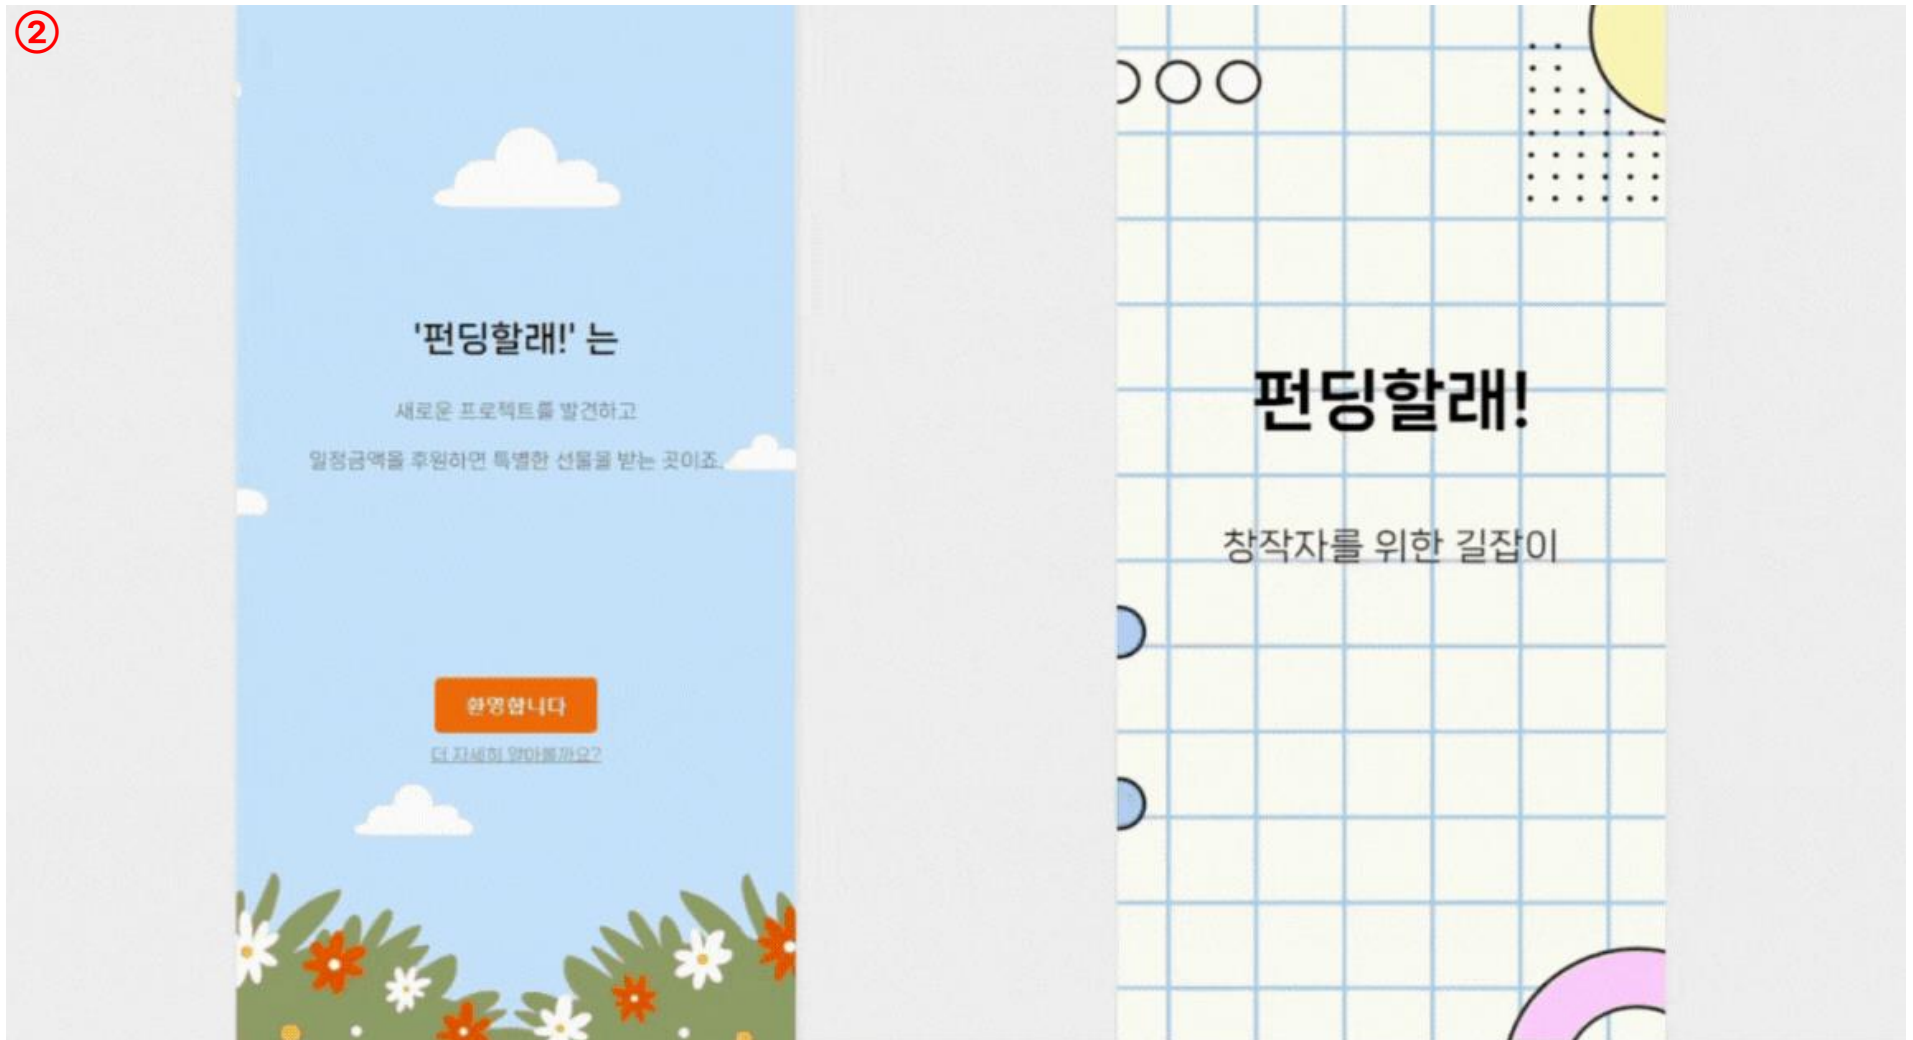 ②
'펀딩할래!' 는
새로운 프로젝트를 발견하고
일정금액을 후원하면 특별한 선물을 받는 곳이죠.
환영합니다
더 자세히 알아볼까요?
펀딩할래!
창작자를 위한 길잡이